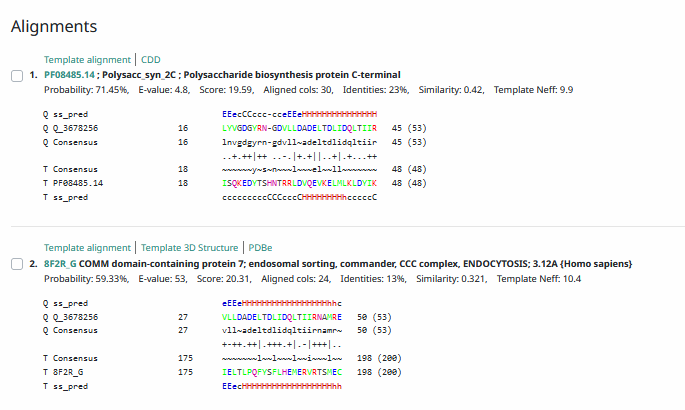 Alignments
Template alignment | CDD
1. PF08485.14 ; Polysacc_syn_2C ; Polysaccharide biosynthesis protein C-terminal
Probability: 71.45%, E-value: 4.8, Score: 19.59, Aligned cols: 30, Identities: 23%, Similarity: 0.42, Template Neff: 9.9
Q ss_pred EEecCCccc-cceEEeHHHHHHHHHHHHHHH
Q Q_3678256 16 LYVGDGYRN-GDVLLDADELTDLIDQLTIIR 45 (53)
Q Consensus 16 lnvgdgyrn-gdvll~adeltdlidqltiir 45 (53)
..+.++|++ ..-.|+.+||..+|.+...++
T Consensus 18 ~~~~~~y~s~n~~~l~~~el~~ll~~~~~~~ 48 (48)
T PF08485.14 18 ISQKEDYTSHNTRRLDVQEVKELMLKLDYIK 48 (48)
T ss_pred cccccccccCCCcccCHHHHHHHHhcccccC
Template alignment | Template 3D Structure | PDBe
2. 8F2R_G COMM domain-containing protein 7; endosomal sorting, commander, CCC complex, ENDOCYTOSIS; 3.12A {Homo sapiens}
Probability: 59.33%, E-value: 53, Score: 20.31, Aligned cols: 24, Identities: 13%, Similarity: 0.321, Template Neff: 10.4
Q ss_pred eEEeHHHHHHHHHHHHHHHHHhhc
Q Q_3678256 27 VLLDADELTDLIDQLTIIRNAMRE 50 (53)
Q Consensus 27 vll~adeltdlidqltiirnamr~ 50 (53)
+-++.++|.+++.+|.-|+++|..
T Consensus 175 ~~~~~~~l~~l~~~l~~i~~~l~~ 198 (200)
T 8F2R_G 175 IELTLPQFYSFLHEMERVRTSMEC 198 (200)
T ss_pred EEecHHHHHHHHHHHHHHHHHHhh